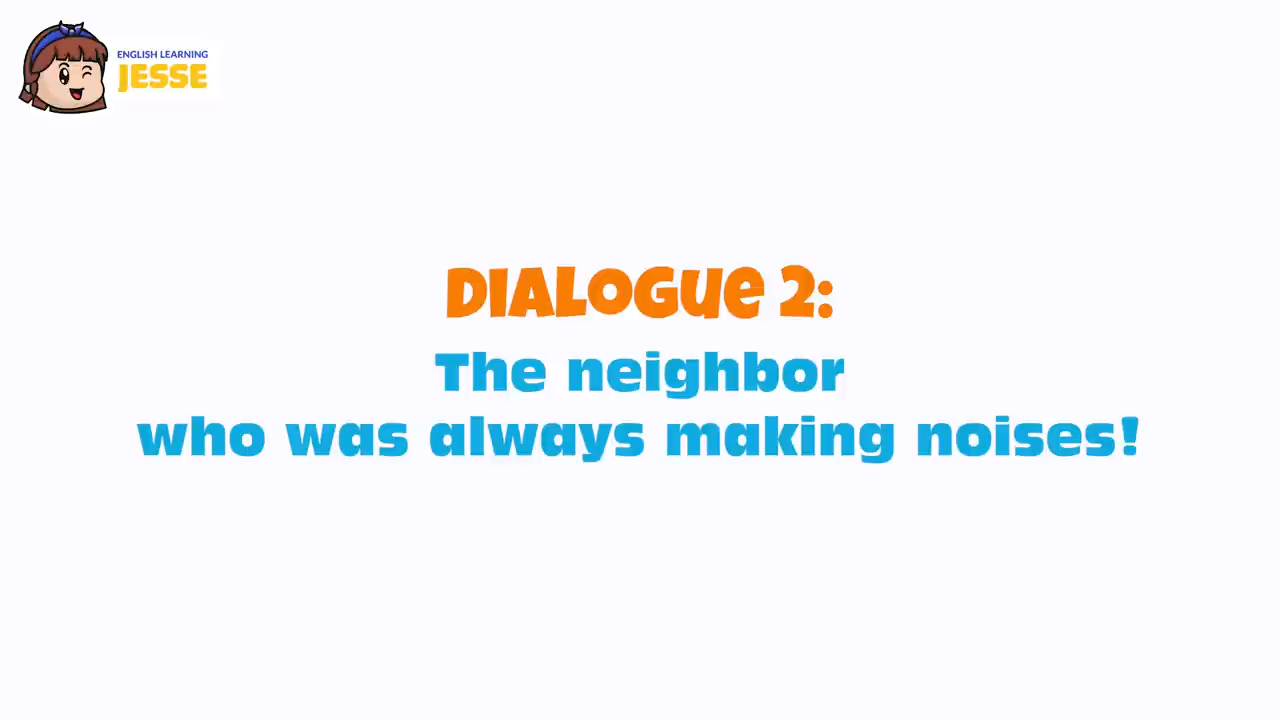 ENGLISH LEARNING
JESSE
DIALOGUE 2:
The neighbor
who was always making noises!